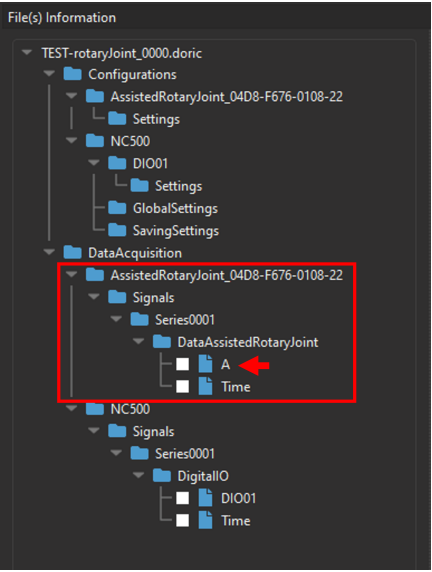 File(s) Information
TEST-rotaryJoint_0000.doric
Configurations
AssistedRotaryJoint_04D8-F676-0108-22
Settings
NC500
DIO01
Settings
GlobalSettings
SavingSettings
DataAcquisition
AssistedRotaryJoint_04D8-F676-0108-22
Signals
Series0001
DataAssistedRotaryJoint
A
Time
NC500
Signals
Series0001
DigitalIO
DIO01
Time